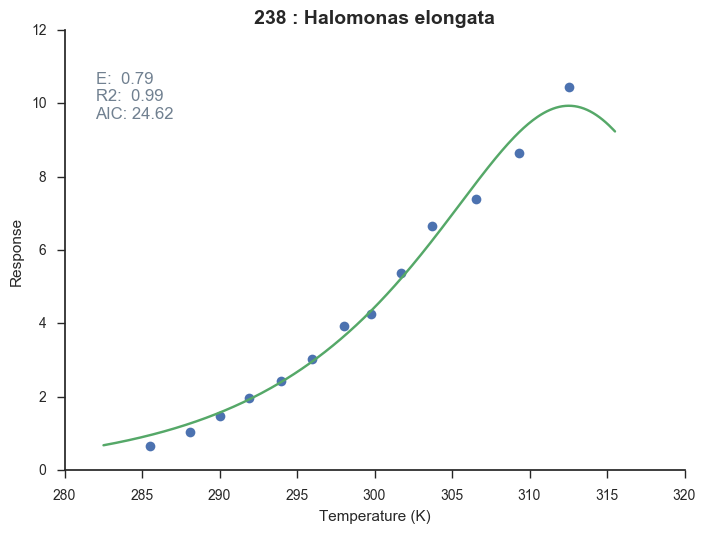 238 : Halomonas elongata
E:  0.79
R2:  0.99
AIC: 24.62
Response
12
10
8
6
4
2
0
280 285 290 295 300 305 310 315 320
Temperature (K)